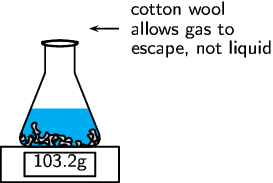 cotton wool
allows gas to
escape, not liquid
103.2g